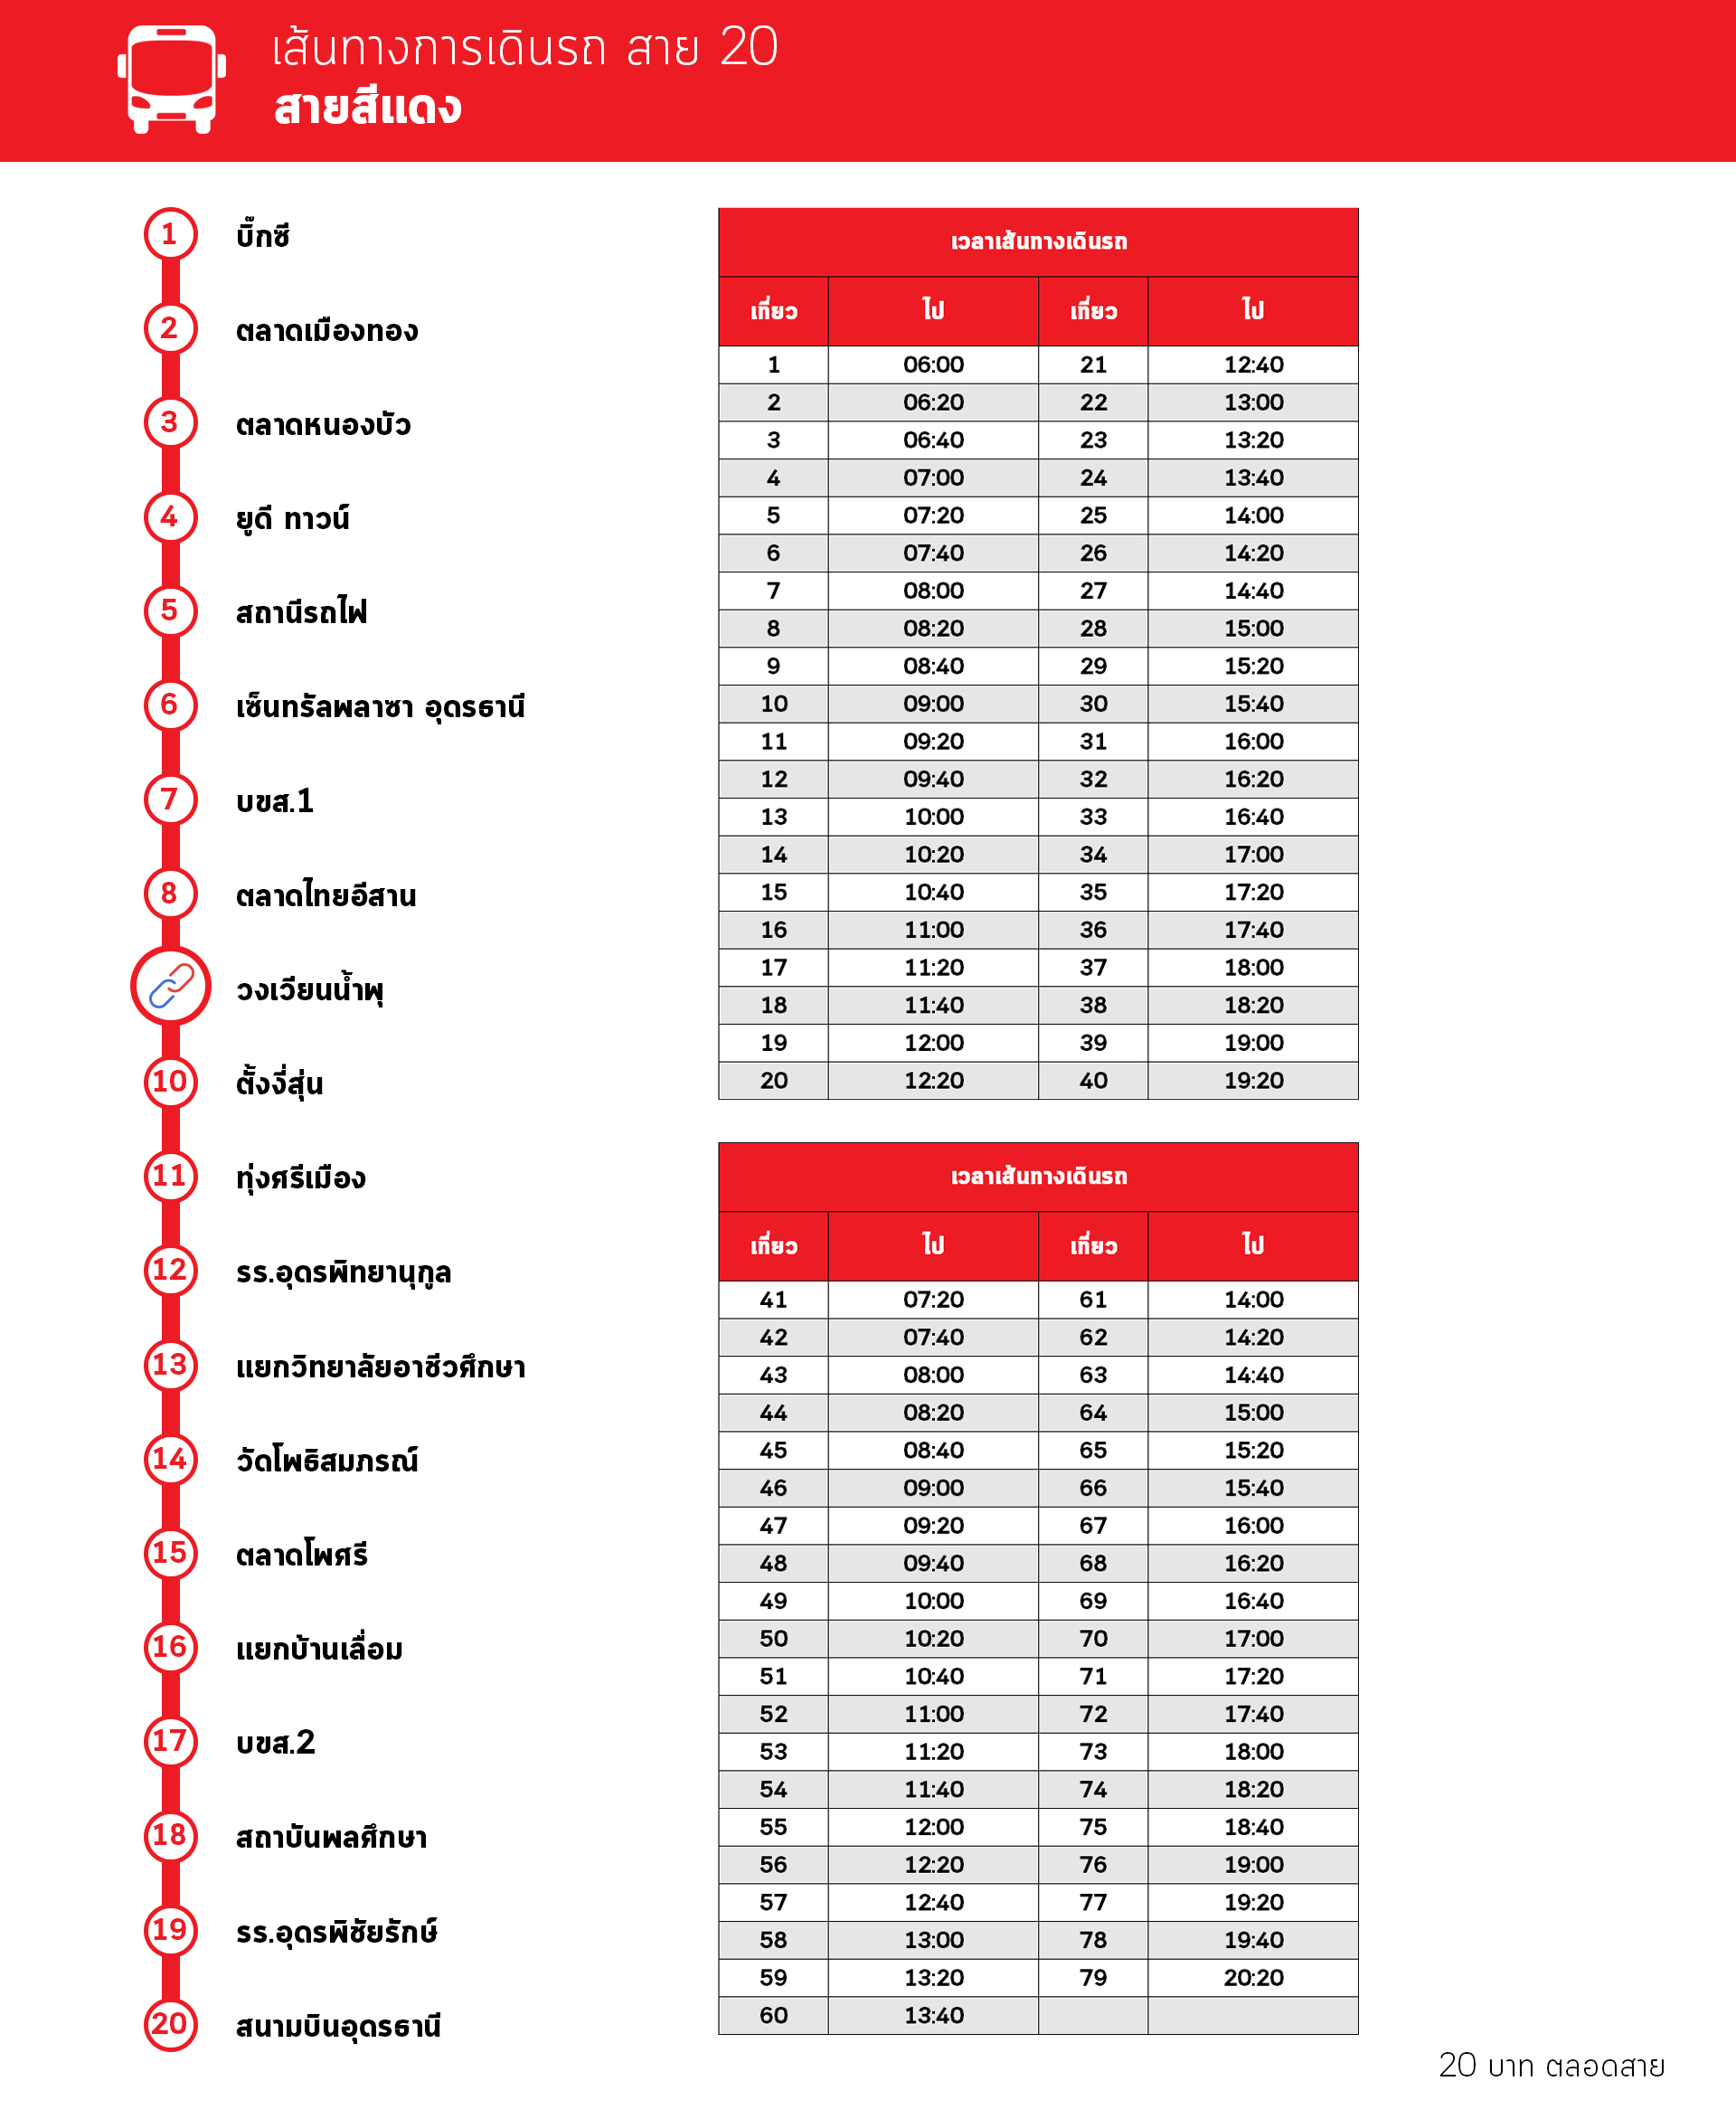 เส้นทางการเดินรถ สาย 20
สายสีแดง
1 บิ๊กซี
2 ตลาดเมืองทอง
3 ตลาดหนองบัว
4 ยูดี ทาวน์
5 สถานีรถไฟ
6 เซ็นทรัลพลาซา อุดรธานี
7 บขส.1
8 ตลาดไทยอีสาน
วงเวียนน้ำพุ
10 ตั้งงี่สุ่น
11 ทุ่งศรีเมือง
12 รร.อุดรพิทยานุกูล
13 แยกวิทยาลัยอาชีวศึกษา
14 วัดโพธิสมภรณ์
15 ตลาดโพศรี
16 แยกบ้านเลื่อม
17 บขส.2
18 สถาบันพลศึกษา
19 รร.อุดรพิชัยรักษ์
20 สนามบินอุดรธานี
เวลาเส้นทางเดินรถ
เที่ยว ไป เที่ยว ไป
1 06:00 21 12:40
2 06:20 22 13:00
3 06:40 23 13:20
4 07:00 24 13:40
5 07:20 25 14:00
6 07:40 26 14:20
7 08:00 27 14:40
8 08:20 28 15:00
9 08:40 29 15:20
10 09:00 30 15:40
11 09:20 31 16:00
12 09:40 32 16:20
13 10:00 33 16:40
14 10:20 34 17:00
15 10:40 35 17:20
16 11:00 36 17:40
17 11:20 37 18:00
18 11:40 38 18:20
19 12:00 39 19:00
20 12:20 40 19:20
เวลาเส้นทางเดินรถ
เที่ยว ไป เที่ยว ไป
41 07:20 61 14:00
42 07:40 62 14:20
43 08:00 63 14:40
44 08:20 64 15:00
45 08:40 65 15:20
46 09:00 66 15:40
47 09:20 67 16:00
48 09:40 68 16:20
49 10:00 69 16:40
50 10:20 70 17:00
51 10:40 71 17:20
52 11:00 72 17:40
53 11:20 73 18:00
54 11:40 74 18:20
55 12:00 75 18:40
56 12:20 76 19:00
57 12:40 77 19:20
58 13:00 78 19:40
59 13:20 79 20:20
60 13:40
20 บาท ตลอดสาย